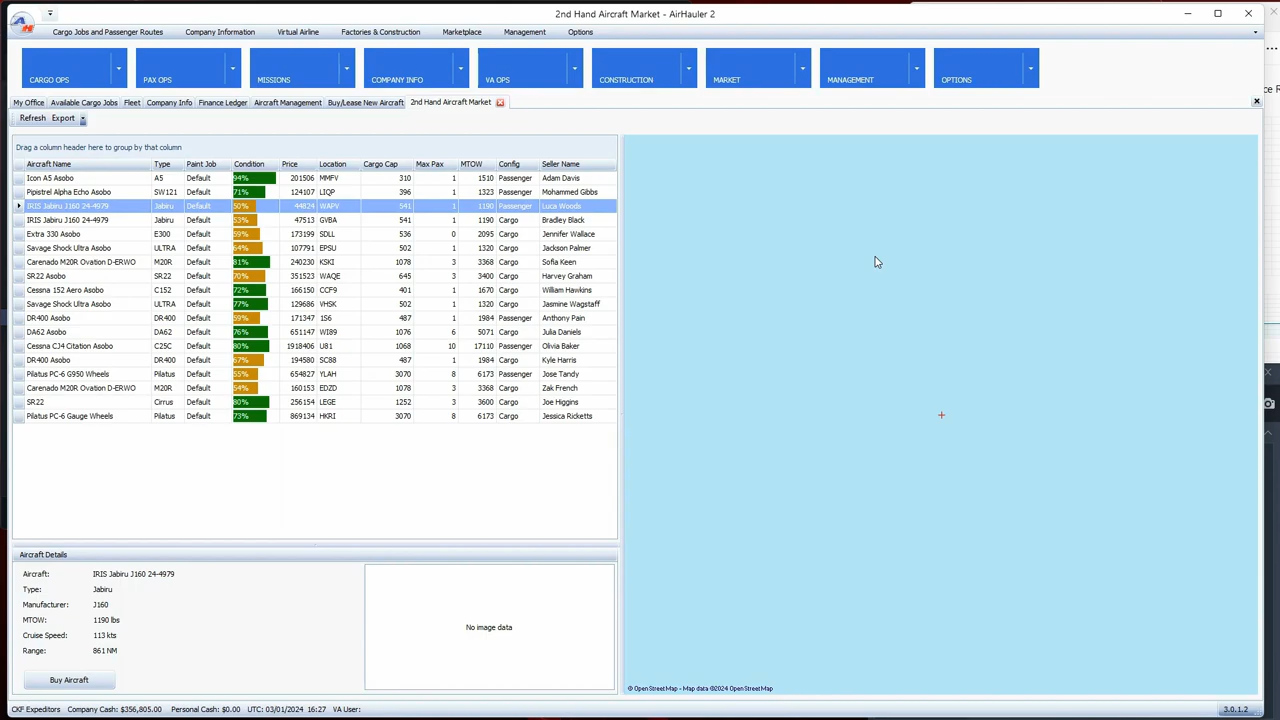 2nd Hand Aircraft Market - AirHauler 2
Cargo Jobs and Passenger Routes Company Information Virtual Airline Factories & Construction Marketplace Management Options
CARGO OPS PAX OPS MISSIONS COMPANY INFO VA OPS CONSTRUCTION MARKET MANAGEMENT OPTIONS
My Office Available Cargo Jobs Fleet Company Info Finance Ledger Aircraft Management Buy/Lease New Aircraft 2nd Hand Aircraft Market
Refresh Export
Drag a column header here to group by that column
Aircraft Name Type Paint Job Condition Price Location Cargo Cap Max Pax MTOW Config Seller Name
Icon A5 Asobo A5 Default 94% 201506 MMFV 310 1 1510 Passenger Adam Davis
Pipistrel Alpha Echo Asobo SW121 Default 71% 124107 LIQP 396 1 1323 Passenger Mohammed Gibbs
IRIS Jabiru J160 24-4979 Jabiru Default 50% 44824 WAPV 541 1 1190 Passenger Luca Woods
IRIS Jabiru J160 24-4979 Jabiru Default 53% 47513 GVBA 541 1 1190 Cargo Bradley Black
Extra 330 Asobo E300 Default 59% 173199 SDLL 536 0 2095 Cargo Jennifer Wallace
Savage Shock Ultra Asobo ULTRA Default 64% 107791 EPSU 502 1 1320 Cargo Jackson Palmer
Carenado M20R Ovation D-ERWO M20R Default 81% 240230 KSKI 1078 3 3368 Cargo Sofia Keen
SR22 Asobo SR22 Default 70% 351523 WAQE 645 3 3400 Cargo Harvey Graham
Cessna 152 Aero Asobo C152 Default 72% 166150 CCF9 401 1 1670 Cargo William Hawkins
Savage Shock Ultra Asobo ULTRA Default 77% 129686 VHSK 502 1 1320 Cargo Jasmine Wagstaff
DR400 Asobo DR400 Default 59% 171347 1S6 487 1 1984 Passenger Anthony Pain
DA62 Asobo DA62 Default 76% 651147 WI89 1076 6 5071 Cargo Julia Daniels
Cessna CJ4 Citation Asobo C25C Default 80% 1918406 U81 1068 10 17110 Passenger Olivia Baker
DR400 Asobo DR400 Default 67% 194580 SC88 487 1 1984 Cargo Kyle Harris
Pilatus PC-6 G950 Wheels Pilatus Default 55% 654827 YLAH 3070 8 6173 Passenger Jose Tandy
Carenado M20R Ovation D-ERWO M20R Default 54% 160153 EDZD 1078 3 3368 Cargo Zak French
SR22 Cirrus Default 80% 256154 LEGE 1252 3 3600 Cargo Joe Higgins
Pilatus PC-6 Gauge Wheels Pilatus Default 73% 869134 HKRI 3070 8 6173 Cargo Jessica Ricketts
Aircraft Details
Aircraft: IRIS Jabiru J160 24-4979
Type: Jabiru
Manufacturer: J160
MTOW: 1190 lbs
Cruise Speed: 113 kts
Range: 861 NM
No image data
Buy Aircraft
© OpenStreetMap - Map data ©2024 OpenStreetMap
CKF Expeditors Company Cash: $356,805.00 Personal Cash: $0.00 UTC: 03/01/2024 16:27 VA User: 3.0.1.2